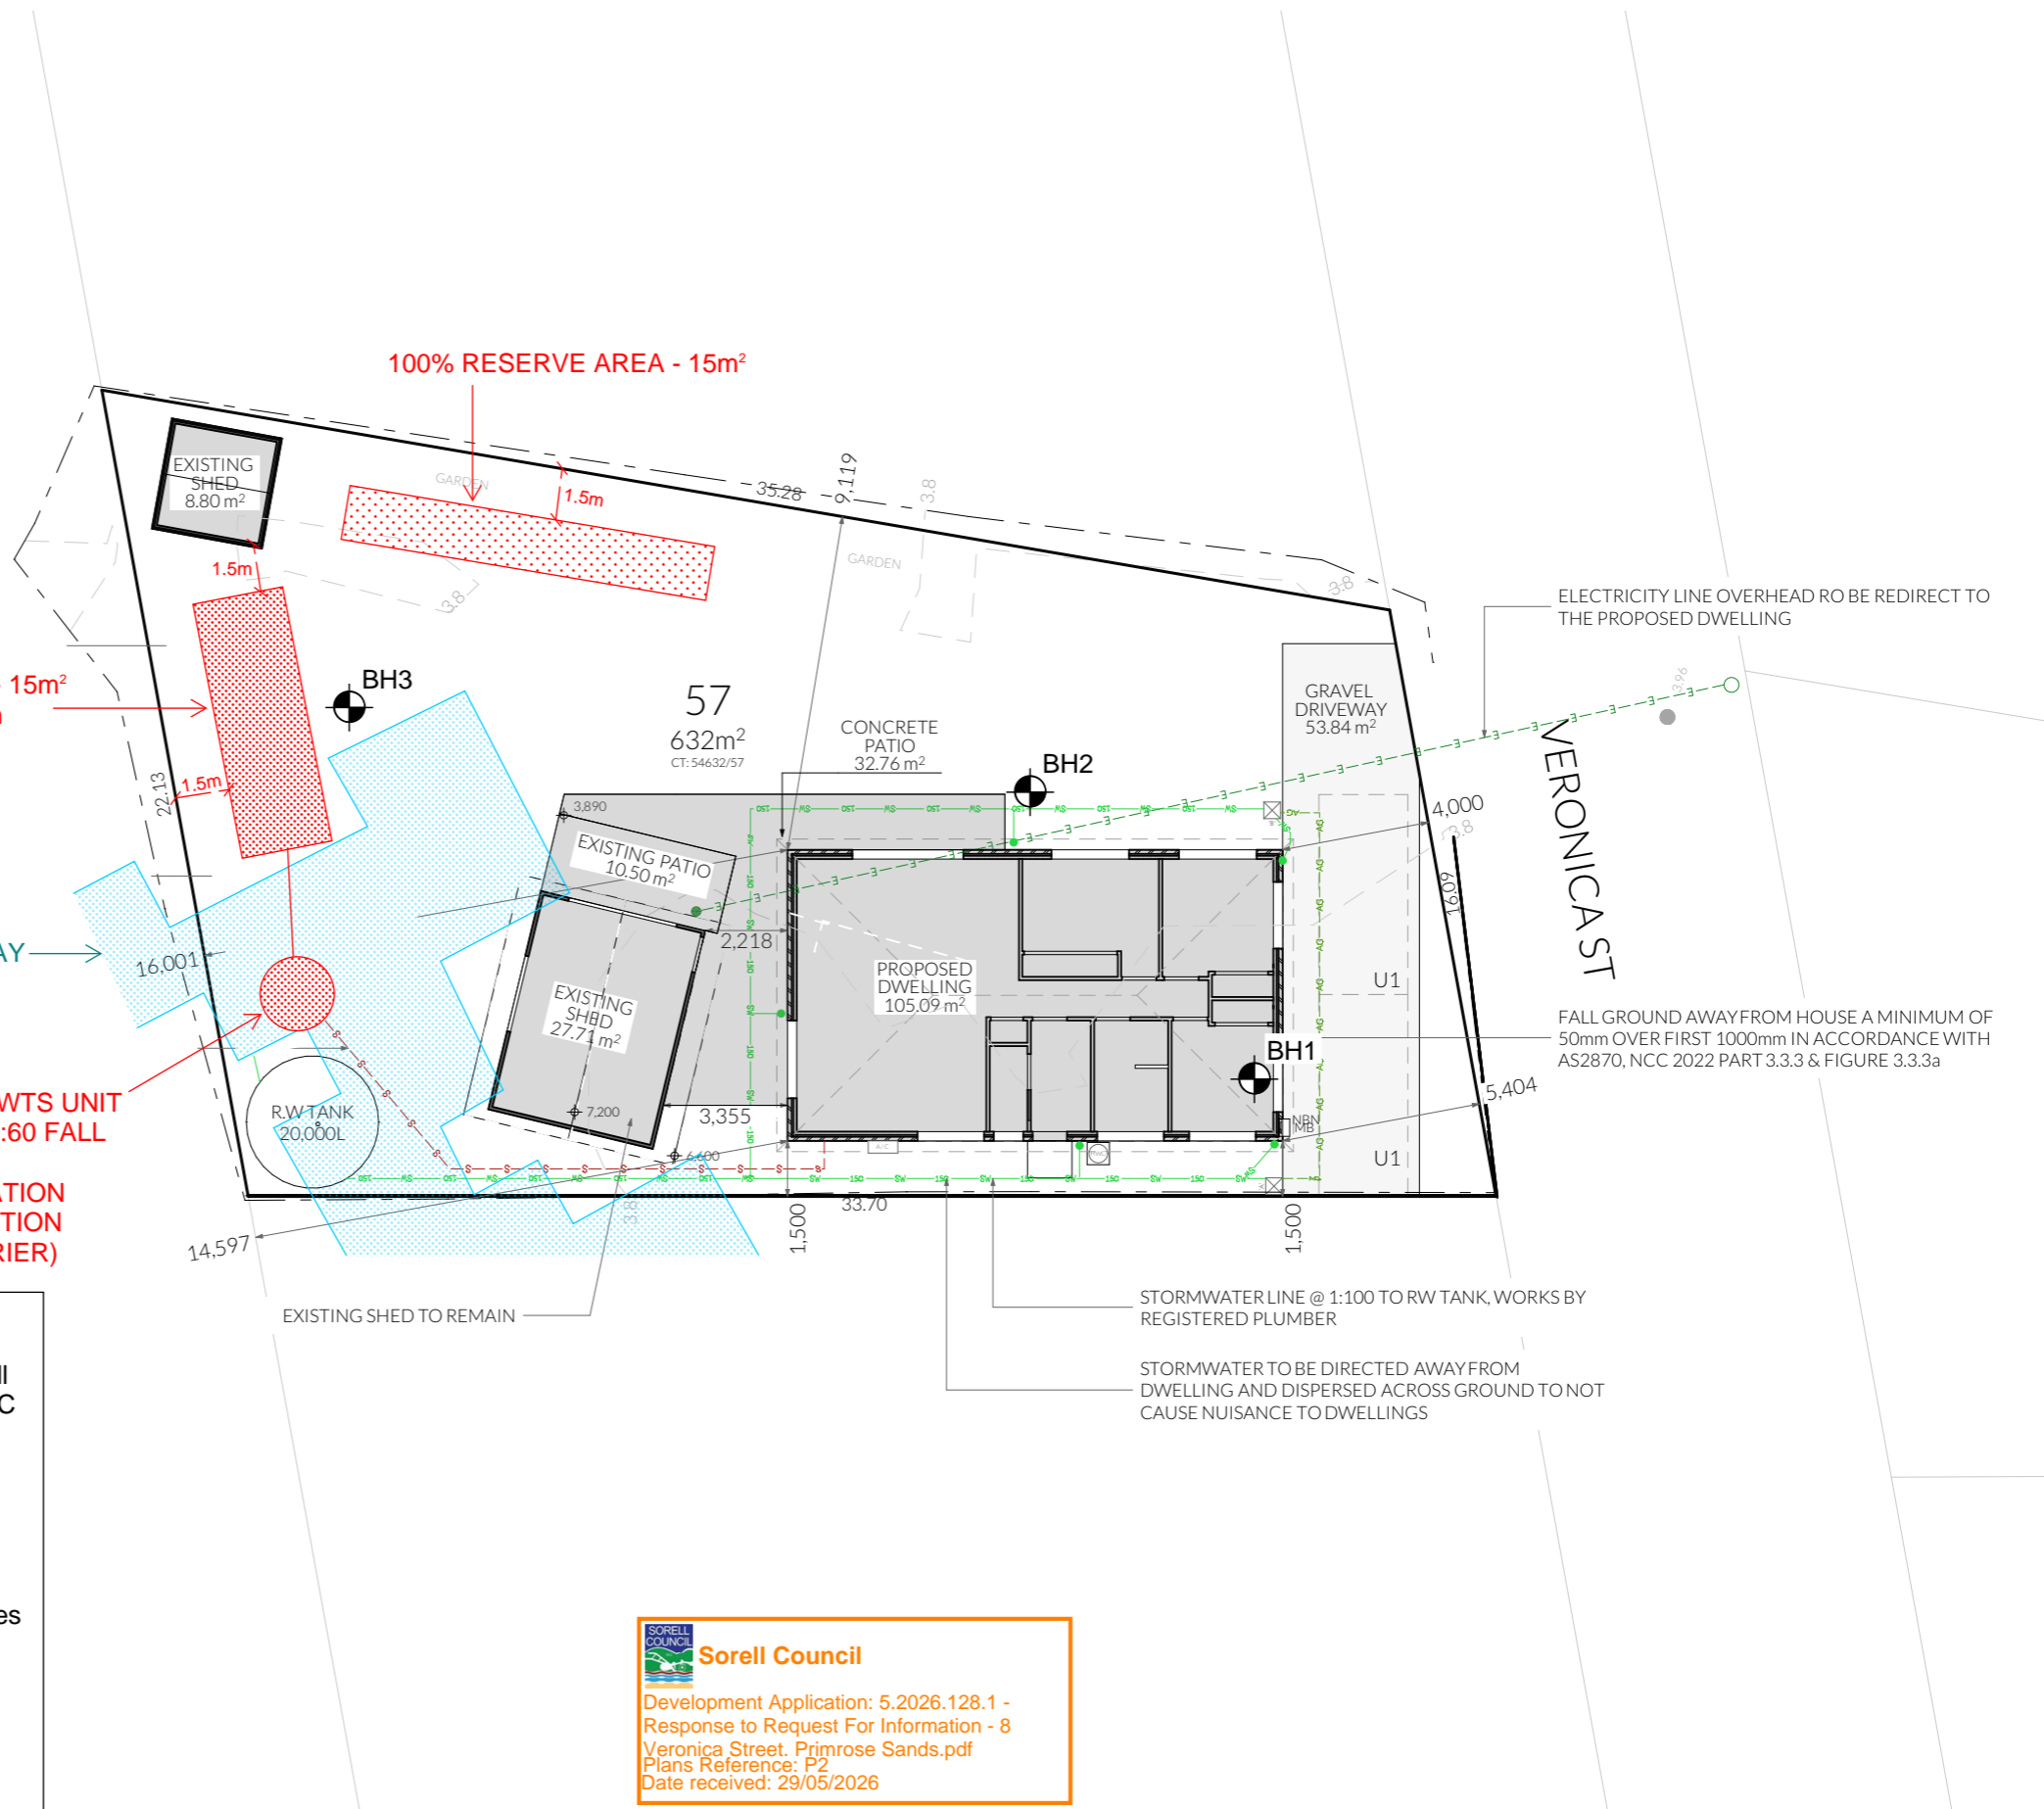 100% RESERVE AREA - 15m²
EXISTING
SHED
8.80 m²
GARDEN
1.5m
35.28
9,119
3.8
GARDEN
3.8
1.5m
3.8
ELECTRICITY LINE OVERHEAD RO BE REDIRECT TO
THE PROPOSED DWELLING
15m²
BH3
57
632m²
CT: 54632/57
CONCRETE
PATIO
32.76 m²
GRAVEL
DRIVEWAY
53.84 m²
3.96
VERONICA ST
BH2
22.13
1.5m
3,890
EXISTING PATIO
10.50 m²
4,000
3.8
16.09
AY
16,001
2,218
PROPOSED
DWELLING
105.09 m²
U1
EXISTING
SHED
27.71 m²
FALL GROUND AWAY FROM HOUSE A MINIMUM OF
50mm OVER FIRST 1000mm IN ACCORDANCE WITH
AS2870, NCC 2022 PART 3.3.3 & FIGURE 3.3.3a
BH1
WTS UNIT
:60 FALL
R.W TANK
20,000L
7,200
3,355
NBN
MB
5,404
6,600
A/C
RWC
U1
ATION
TION
RIER)
14,597
3.8
1,500
33.70
1,500
EXISTING SHED TO REMAIN
STORMWATER LINE @ 1:100 TO RW TANK, WORKS BY
REGISTERED PLUMBER
STORMWATER TO BE DIRECTED AWAY FROM
DWELLING AND DISPERSED ACROSS GROUND TO NOT
CAUSE NUISANCE TO DWELLINGS
ll
C
es
SORELL
COUNCIL
Sorell Council
Development Application: 5.2026.128.1 -
Response to Request For Information - 8
Veronica Street. Primrose Sands.pdf
Plans Reference: P2
Date received: 29/05/2026